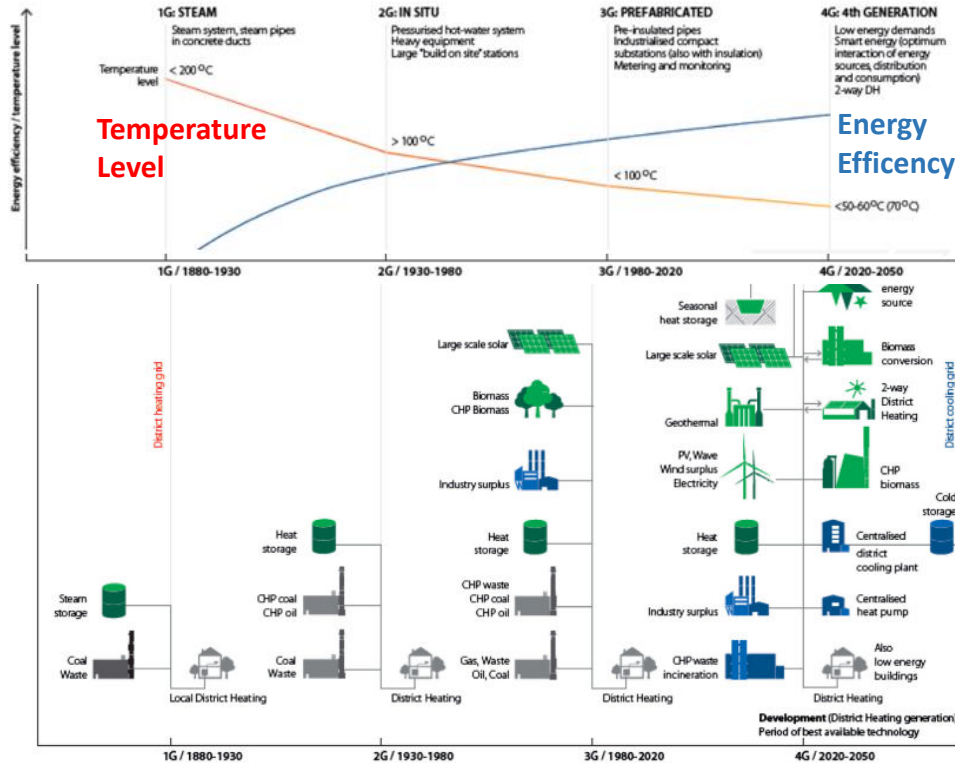 1G: STEAM
Steam system, steam pipes
in concrete ducts
2G: IN SITU
Pressurised hot-water system
Heavy equipment
Large "build on site" stations
3G: PREFABRICATED
Pre-insulated pipes
Industrialised compact
substations (also with insulation)
Metering and monitoring
4G: 4th GENERATION
Low energy demands
Smart energy (optimum
interaction of energy
sources, distribution
and consumption)
2-way DH
Energy efficiency / temperature level
Temperature
level
< 200 °C
> 100 °C
< 100 °C
<50-60°C (70°C)
Temperature
Level
Energy
Efficency
1G / 1880-1930
2G / 1930-1980
3G / 1980-2020
4G / 2020-2050
District heating grid
Steam
storage
Coal
Waste
Local District Heating
Heat
storage
CHP coal
CHP oil
Coal
Waste
District Heating
Large scale solar
Biomass
CHP Biomass
Industry surplus
Heat
storage
CHP waste
CHP coal
CHP oil
Gas, Waste
Oil, Coal
District Heating
Seasonal
heat storage
Large scale solar
Geothermal
PV, Wave
Wind surplus
Electricity
Heat
storage
Industry surplus
CHP waste
incineration
energy
source
Biomass
conversion
2-way
District
Heating
CHP
biomass
Cold
storage
Centralised
district
cooling plant
Centralised
heat pump
Also
low energy
buildings
District Heating
District cooling grid
Development (District Heating generation)
Period of best available technology
1G / 1880-1930
2G / 1930-1980
3G / 1980-2020
4G / 2020-2050